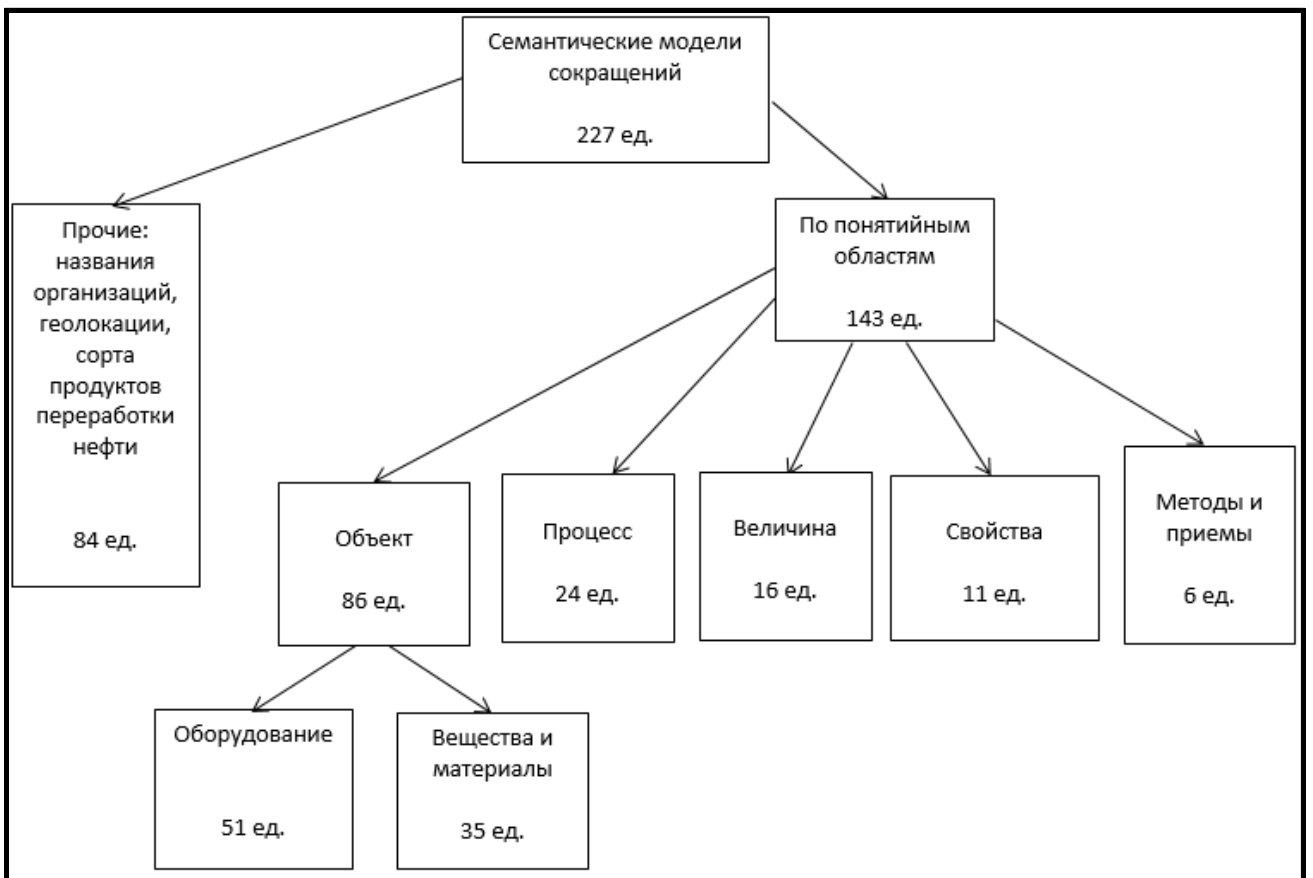 Семантические модели
сокращений
227 ед.
Прочие:
названия
организаций,
геолокации,
сорта
продуктов
переработки
нефти
84 ед.
По понятийным
областям
143 ед.
Объект
86 ед.
Процесс
24 ед.
Величина
16 ед.
Свойства
11 ед.
Методы и
приемы
6 ед.
Оборудование
51 ед.
Вещества и
материалы
35 ед.